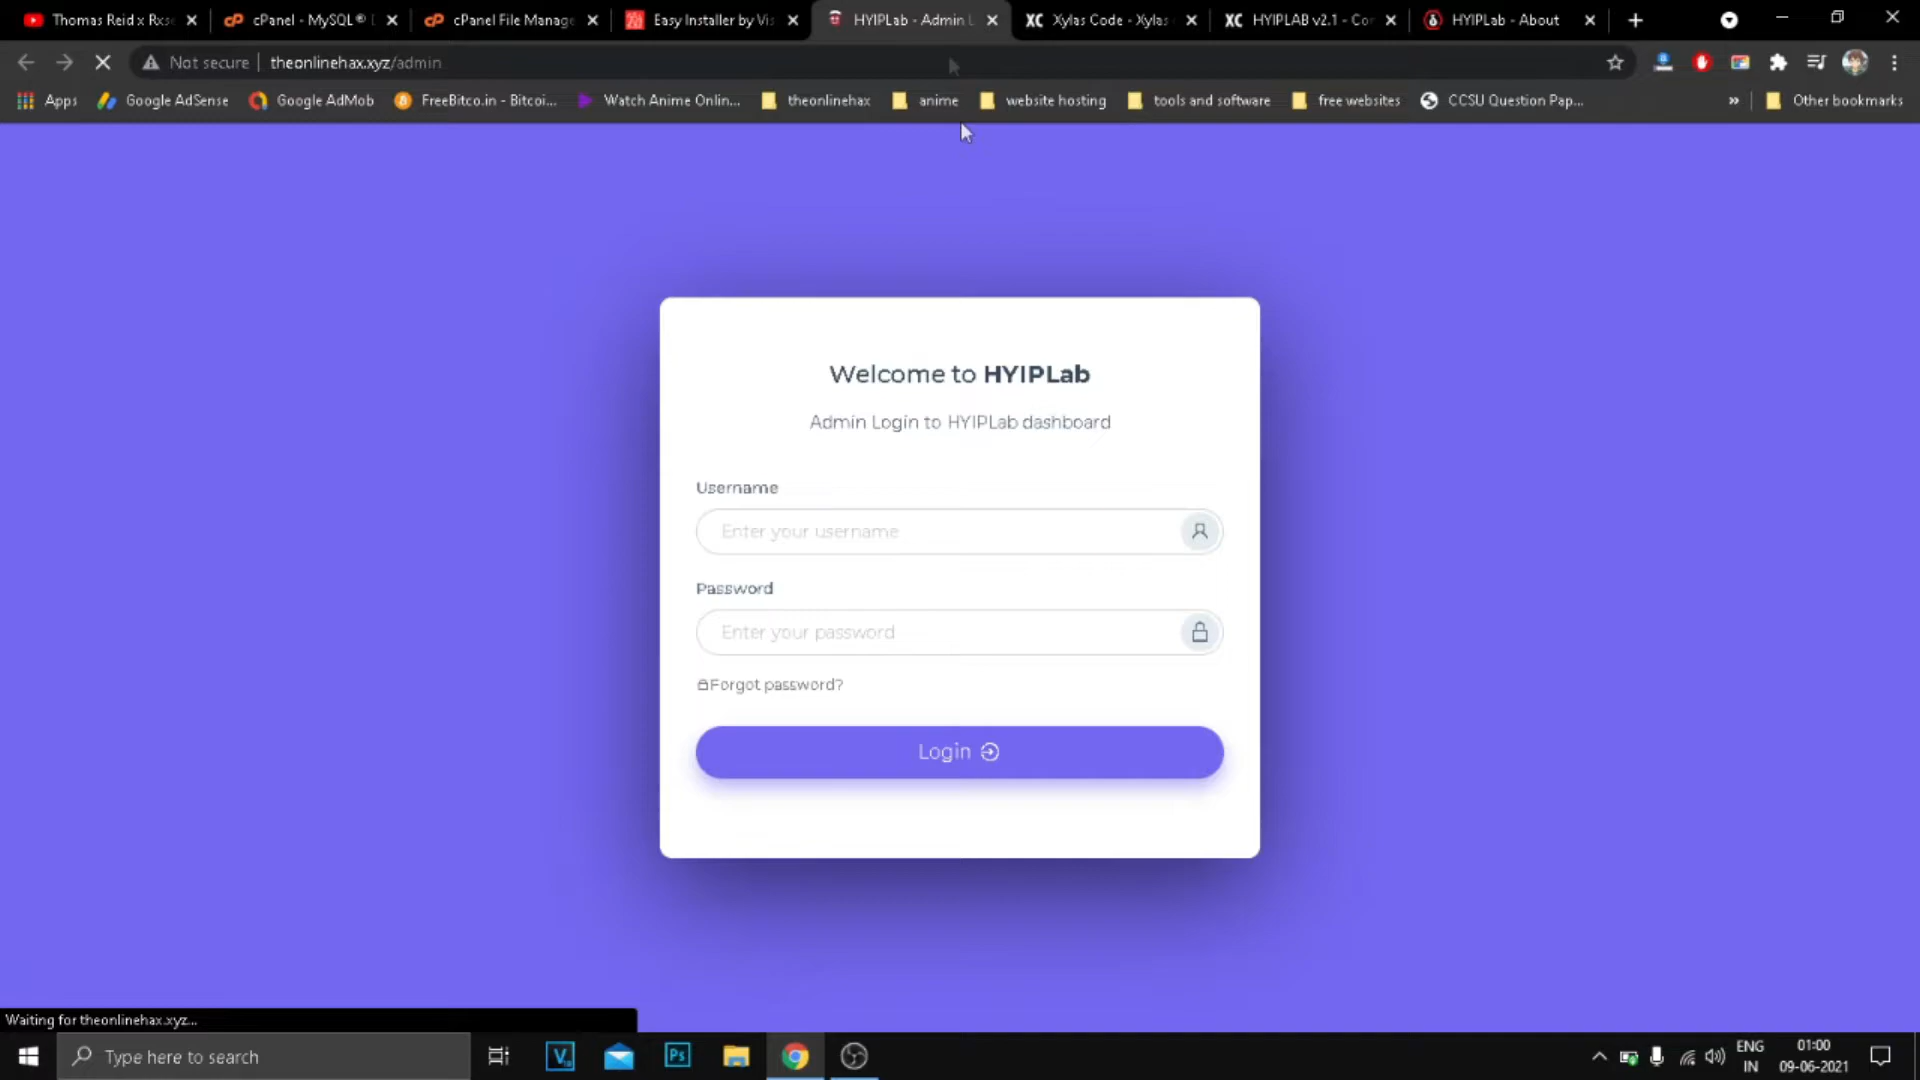 Thomas Reid x Rxse
cPanel - MySQL® D
cPanel File Manage
Easy Installer by Vis
HYIPLab - Admin L
Xylas Code - Xylas
HYIPLAB v2.1 - Con
HYIPLab - About
Not secure | theonlinehax.xyz/admin
Apps
Google AdSense
Google AdMob
FreeBitco.in - Bitcoi...
Watch Anime Onlin...
theonlinehax
anime
website hosting
tools and software
free websites
CCSU Question Pap...
»
Other bookmarks
Welcome to HYIPLab
Admin Login to HYIPLab dashboard
Username
Enter your username
Password
Enter your password
Forgot password?
Login
Waiting for theonlinehax.xyz...
Type here to search
ENG
IN
01:00
09-06-2021